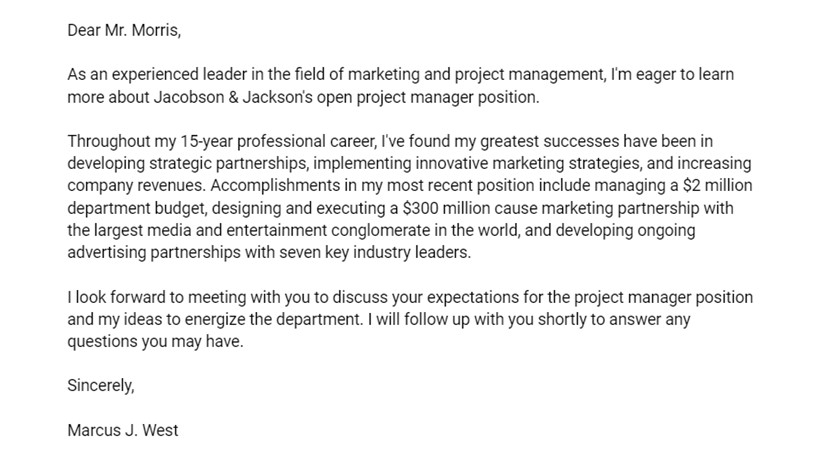 Dear Mr. Morris,
As an experienced leader in the field of marketing and project management, I'm eager to learn
more about Jacobson & Jackson's open project manager position.
Throughout my 15-year professional career, I've found my greatest successes have been in
developing strategic partnerships, implementing innovative marketing strategies, and increasing
company revenues. Accomplishments in my most recent position include managing a $2 million
department budget, designing and executing a $300 million cause marketing partnership with
the largest media and entertainment conglomerate in the world, and developing ongoing
advertising partnerships with seven key industry leaders.
I look forward to meeting with you to discuss your expectations for the project manager position
and my ideas to energize the department. I will follow up with you shortly to answer any
questions you may have.
Sincerely,
Marcus J. West